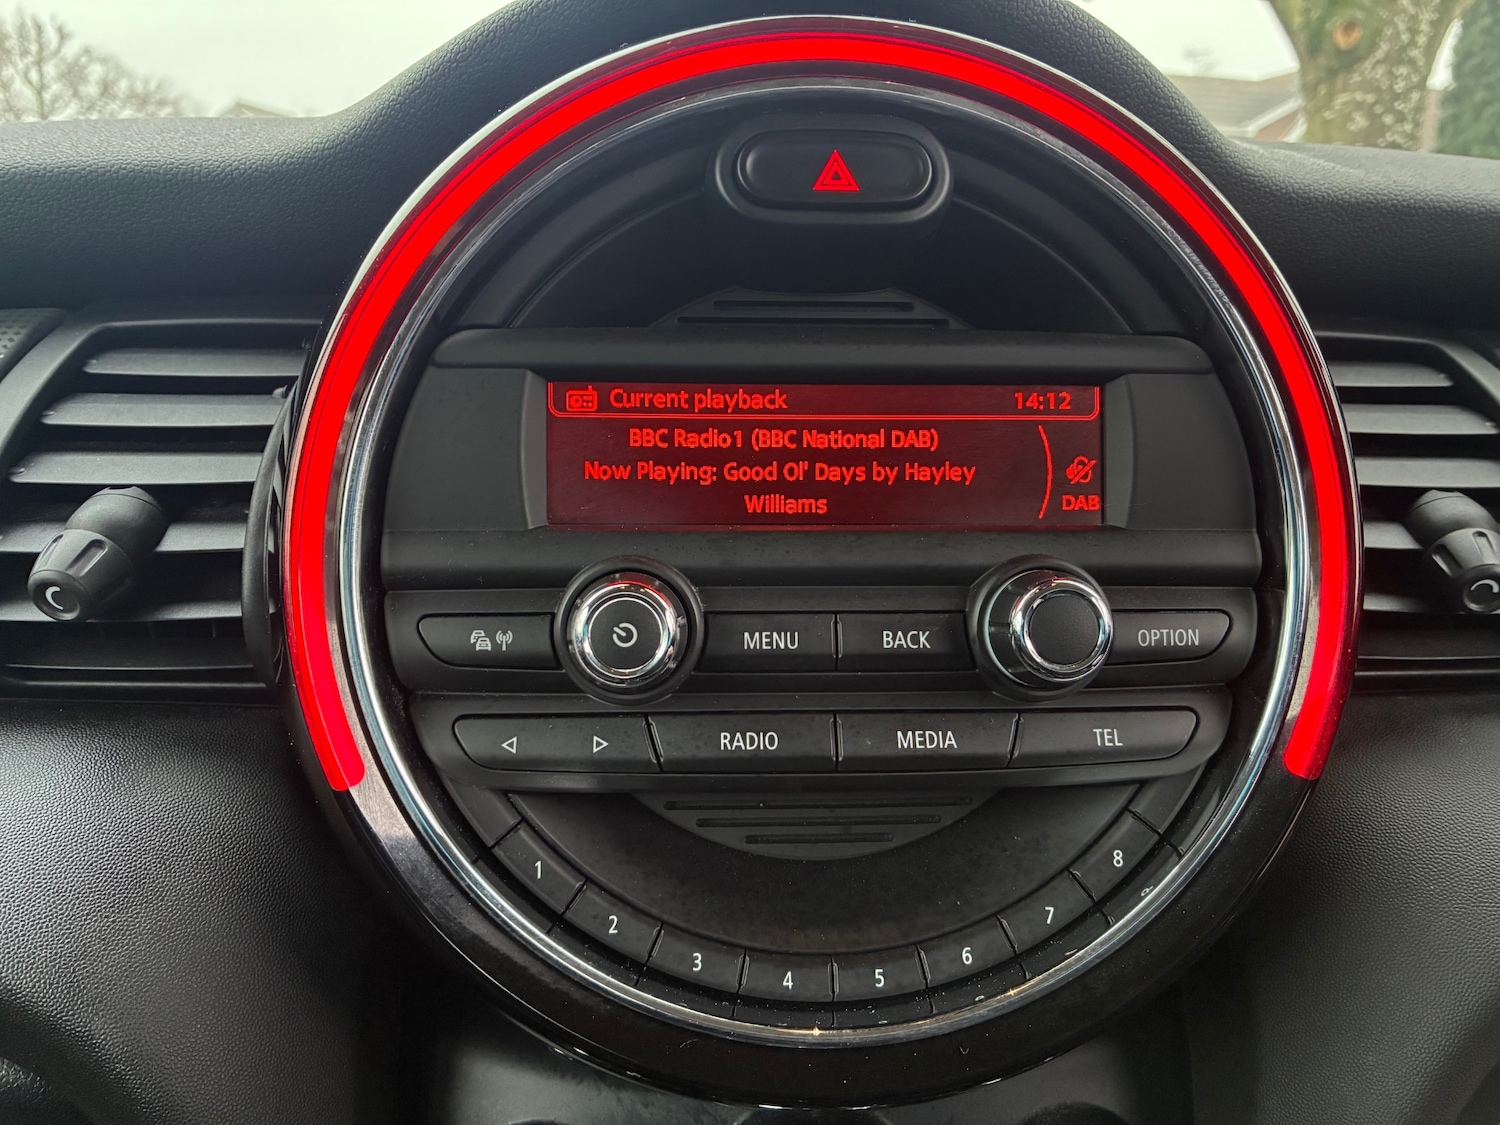 Current playback 14:12
BBC Radio1 (BBC National DAB)
Now Playing: Good Ol' Days by Hayley
Williams
DAB
MENU BACK OPTION
RADIO MEDIA TEL
1 2 3 4 5 6 7 8